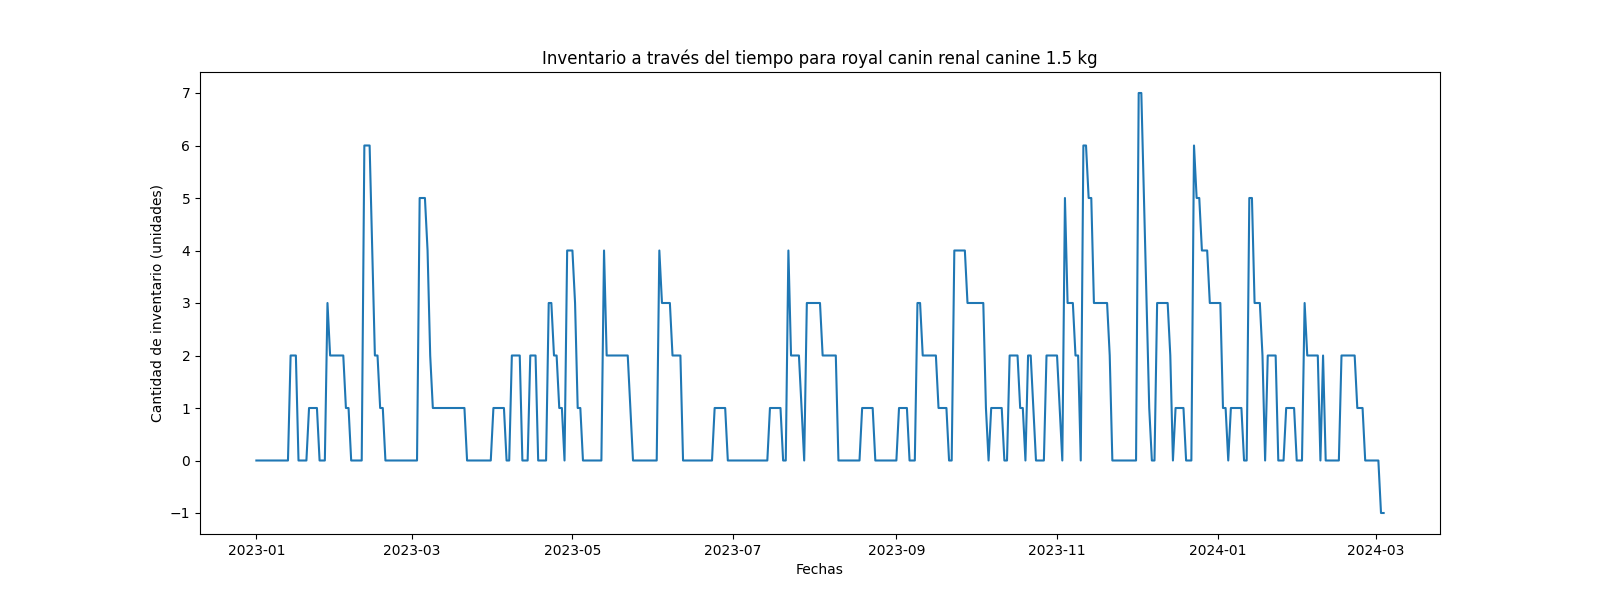 Inventario a través del tiempo para royal canin renal canine 1.5 kg
Cantidad de inventario (unidades)
7
6
5
4
3
2
1
0
−1
2023-01 2023-03 2023-05 2023-07 2023-09 2023-11 2024-01 2024-03
Fechas